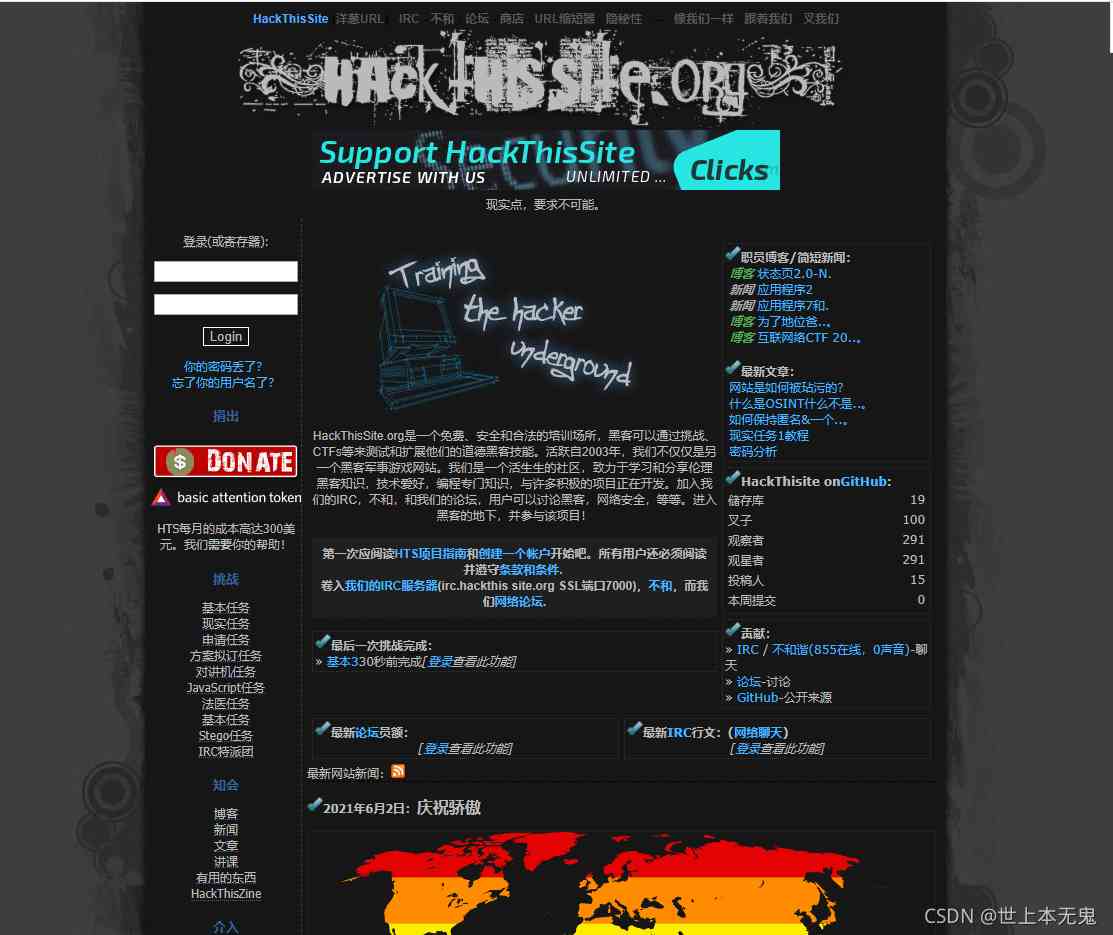 HackThisSite 洋葱URL IRC 不和 论坛 商店 URL缩短器 隐秘性 -- 像我们一样 跟着我们 叉我们
HackThisSite.org
Support HackThisSite
ADVERTISE WITH US UNLIMITED ... Clicks
现实点，要求不可能。
登录(或寄存器):
Login
你的密码丢了?
忘了你的用户名了?
捐出
DONATE
basic attention token
HTS每月的成本高达300美
元。我们需要你的帮助!
挑战
基本任务
现实任务
申请任务
方案拟订任务
对讲机任务
JavaScript任务
法医任务
基本任务
Stego任务
IRC特派团
知会
博客
新闻
文章
讲课
有用的东西
HackThisZine
介入
Training
the hacker
underground
HackThisSite.org是一个免费、安全和合法的培训场所，黑客可以通过挑战、
CTFs等来测试和扩展他们的道德黑客技能。活跃自2003年，我们不仅仅是另
一个黑客军事游戏网站。我们是一个活生生的社区，致力于学习和分享伦理
黑客知识，技术爱好，编程专门知识，与许多积极的项目正在开发。加入我
们的IRC，不和，和我们的论坛，用户可以讨论黑客，网络安全，等等。进入
黑客的地下，并参与该项目!
第一次应阅读HTS项目指南和创建一个帐户开始吧。所有用户还必须阅读
并遵守条款和条件.
卷入我们的IRC服务器(irc.hackthis site.org SSL端口7000)，不和，而我
们网络论坛.
最后一次挑战完成:
» 基本330秒前完成[登录查看此功能]
职员博客/简短新闻:
博客 状态页2.0-N.
新闻 应用程序2
新闻 应用程序7和.
博客 为了地位爸..。
博客 互联网络CTF 20..。
最新文章:
网站是如何被玷污的?
什么是OSINT什么不是..。
如何保持匿名&一个..。
现实任务1教程
密码分析
HackThisite onGitHub:
储存库 19
叉子 100
观察者 291
观星者 291
投稿人 15
本周提交 0
贡献:
» IRC / 不和谐(855在线，0声音)-聊
天
» 论坛-讨论
» GitHub-公开来源
最新论坛员额:
[登录查看此功能]
最新IRC行文:（网络聊天）
[登录查看此功能]
最新网站新闻:
2021年6月2日: 庆祝骄傲
CSDN @世上本无鬼